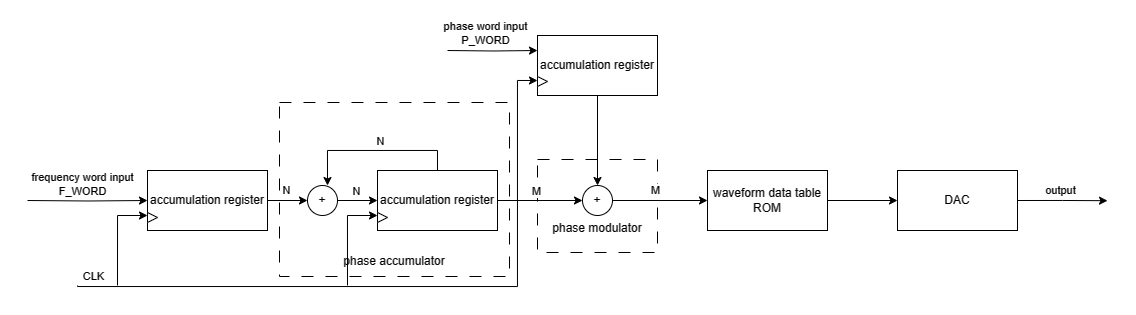 phase word input
P_WORD
accumulation register
N
frequency word input
F_WORD
accumulation register
N
+
N
accumulation register
M
+
M
phase modulator
waveform data table
ROM
DAC
output
phase accumulator
CLK